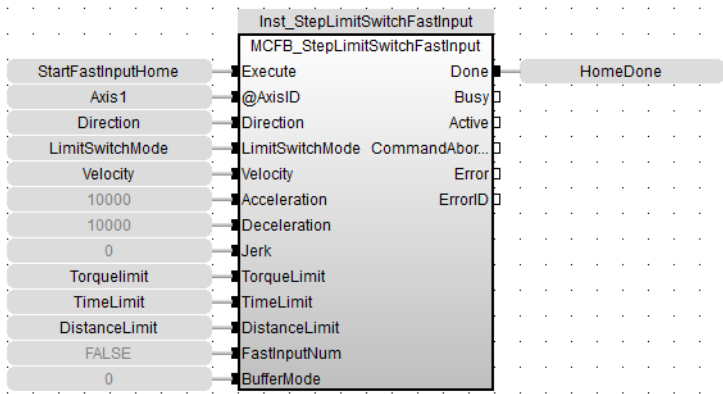 Inst_StepLimitSwitchFastInput
MCFB_StepLimitSwitchFastInput
StartFastInputHome Execute Done HomeDone
Axis1 @AxisID Busy
Direction Direction Active
LimitSwitchMode LimitSwitchMode CommandAbor...
Velocity Velocity Error
10000 Acceleration ErrorID
10000 Deceleration
0 Jerk
Torquelimit TorqueLimit
TimeLimit TimeLimit
DistanceLimit DistanceLimit
FALSE FastInputNum
0 BufferMode